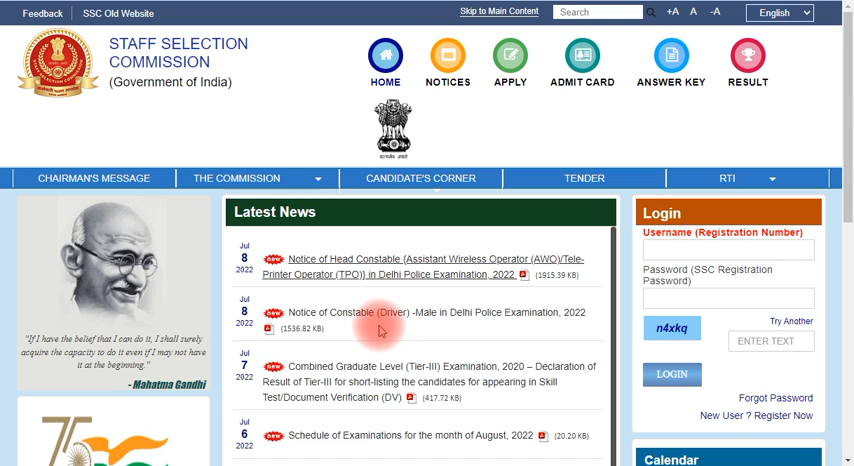 Feedback
SSC Old Website
Skip to Main Content
Search
+A A -A
English
STAFF SELECTION
COMMISSION
(Government of India)
HOME
NOTICES
APPLY
ADMIT CARD
ANSWER KEY
RESULT
CHAIRMAN'S MESSAGE
THE COMMISSION
CANDIDATE'S CORNER
TENDER
RTI
"If I have the belief that I can do it, I shall surely
acquire the capacity to do it even if I may not have
it at the beginning."
- Mahatma Gandhi
75
Latest News
Jul
8
2022
new Notice of Head Constable {Assistant Wireless Operator (AWO)/Tele-
Printer Operator (TPO)} in Delhi Police Examination, 2022 (1915.39 KB)
Jul
8
2022
new Notice of Constable (Driver) -Male in Delhi Police Examination, 2022
(1536.82 KB)
Jul
7
2022
new Combined Graduate Level (Tier-III) Examination, 2020 – Declaration of
Result of Tier-III for short-listing the candidates for appearing in Skill
Test/Document Verification (DV) (417.72 KB)
Jul
6
2022
new Schedule of Examinations for the month of August, 2022 (20.20 KB)
Login
Username (Registration Number)
Password (SSC Registration
Password)
n4xkq
Try Another
ENTER TEXT
LOGIN
Forgot Password
New User ? Register Now
Calendar